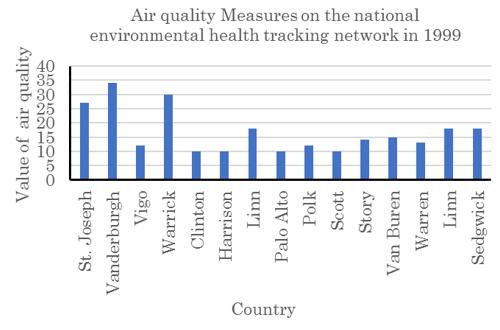 Air quality Measures on the national
environmental health tracking network in 1999
Value of  air quality
40
35
30
25
20
15
10
5
0
St. Joseph
Vanderburgh
Vigo
Warrick
Clinton
Harrison
Linn
Palo Alto
Polk
Scott
Story
Van Buren
Warren
Linn
Sedgwick
Country